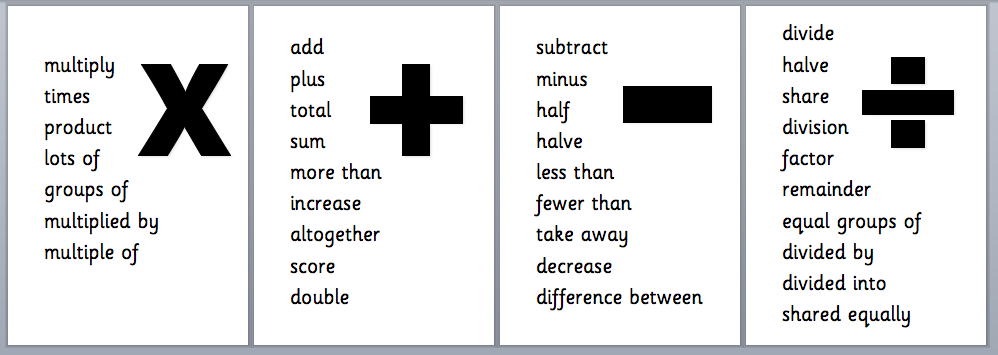 multiply
times
product
lots of
groups of
multiplied by
multiple of
x
add
plus
total
sum
more than
increase
altogether
score
double
+
subtract
minus
half
halve
less than
fewer than
take away
decrease
difference between
-
divide
halve
share
division
factor
remainder
equal groups of
divided by
divided into
shared equally
÷